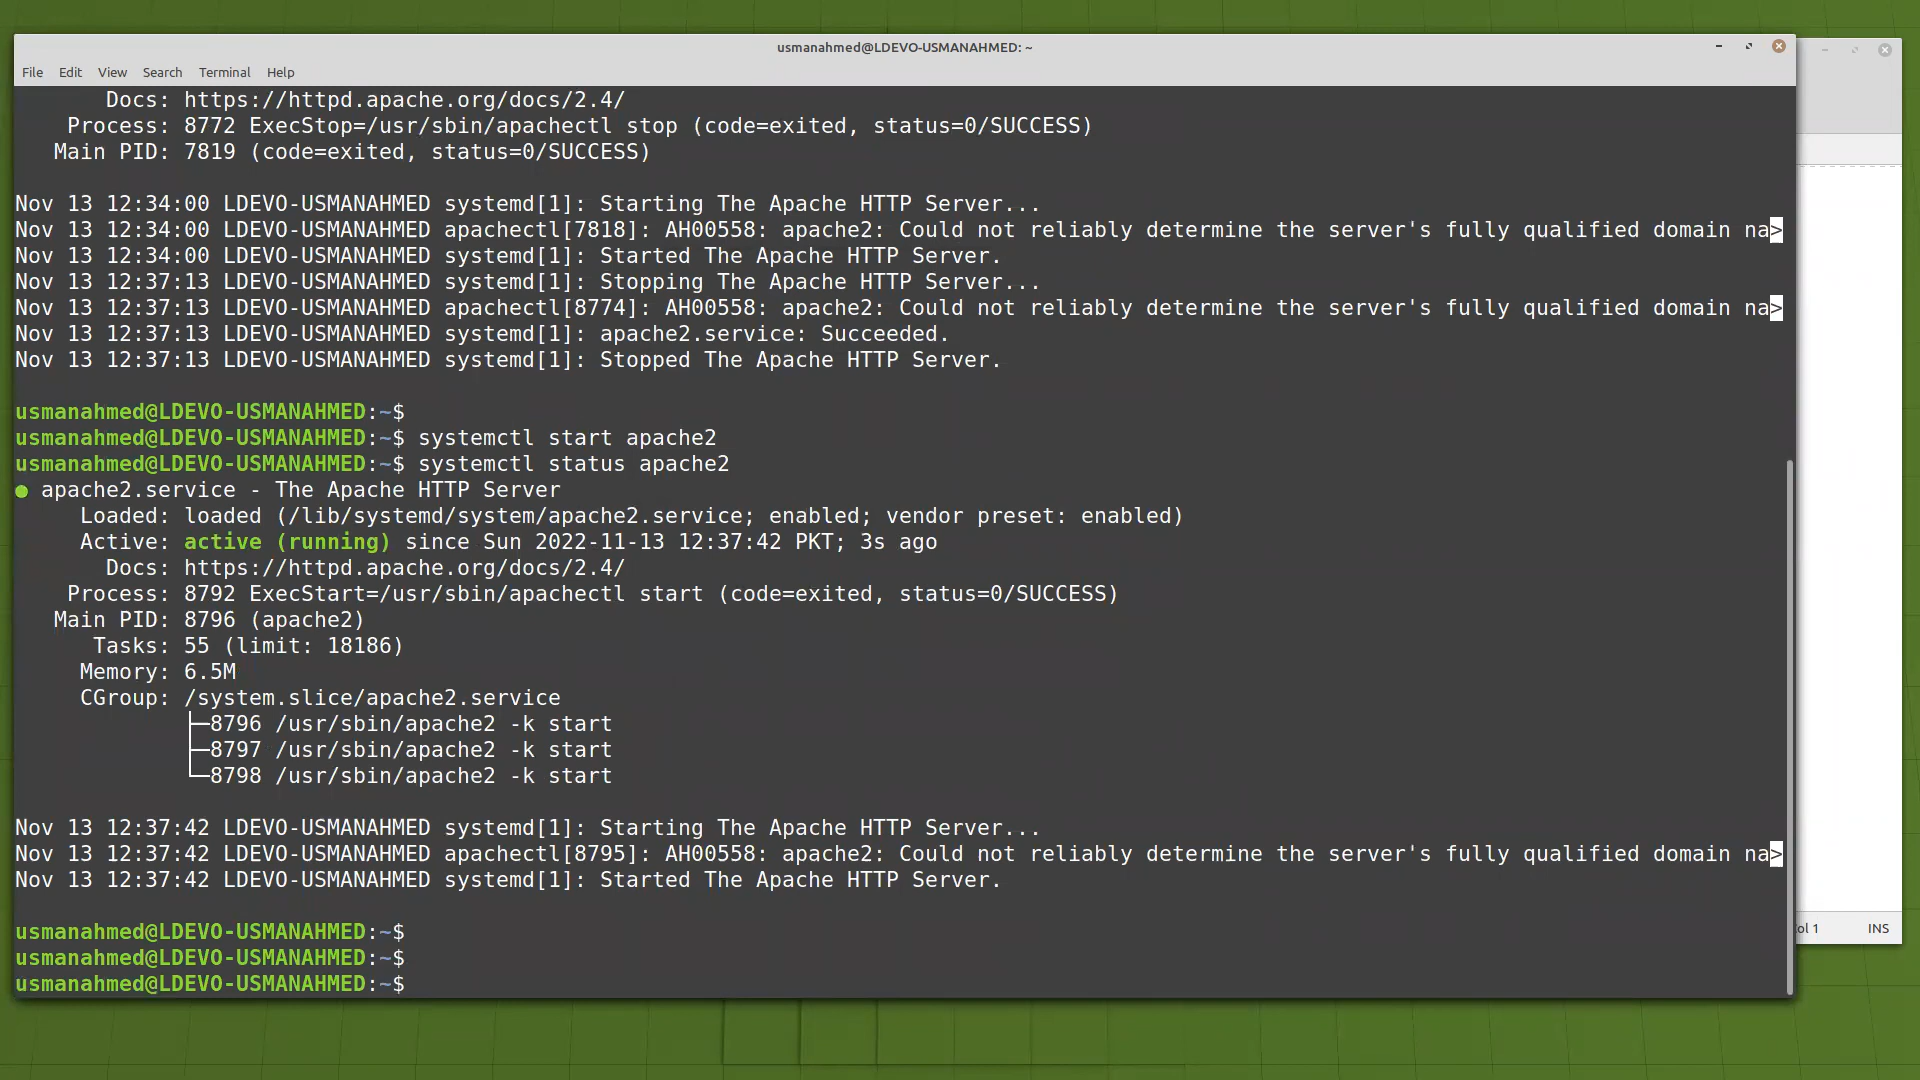 usmanahmed@LDEVO-USMANAHMED: ~
File Edit View Search Terminal Help
Docs: https://httpd.apache.org/docs/2.4/
Process: 8772 ExecStop=/usr/sbin/apachectl stop (code=exited, status=0/SUCCESS)
Main PID: 7819 (code=exited, status=0/SUCCESS)
Nov 13 12:34:00 LDEVO-USMANAHMED systemd[1]: Starting The Apache HTTP Server...
Nov 13 12:34:00 LDEVO-USMANAHMED apachectl[7818]: AH00558: apache2: Could not reliably determine the server's fully qualified domain na>
Nov 13 12:34:00 LDEVO-USMANAHMED systemd[1]: Started The Apache HTTP Server.
Nov 13 12:37:13 LDEVO-USMANAHMED systemd[1]: Stopping The Apache HTTP Server...
Nov 13 12:37:13 LDEVO-USMANAHMED apachectl[8774]: AH00558: apache2: Could not reliably determine the server's fully qualified domain na>
Nov 13 12:37:13 LDEVO-USMANAHMED systemd[1]: apache2.service: Succeeded.
Nov 13 12:37:13 LDEVO-USMANAHMED systemd[1]: Stopped The Apache HTTP Server.
usmanahmed@LDEVO-USMANAHMED:~$
usmanahmed@LDEVO-USMANAHMED:~$ systemctl start apache2
usmanahmed@LDEVO-USMANAHMED:~$ systemctl status apache2
● apache2.service - The Apache HTTP Server
Loaded: loaded (/lib/systemd/system/apache2.service; enabled; vendor preset: enabled)
Active: active (running) since Sun 2022-11-13 12:37:42 PKT; 3s ago
Docs: https://httpd.apache.org/docs/2.4/
Process: 8792 ExecStart=/usr/sbin/apachectl start (code=exited, status=0/SUCCESS)
Main PID: 8796 (apache2)
Tasks: 55 (limit: 18186)
Memory: 6.5M
CGroup: /system.slice/apache2.service
├─8796 /usr/sbin/apache2 -k start
├─8797 /usr/sbin/apache2 -k start
└─8798 /usr/sbin/apache2 -k start
Nov 13 12:37:42 LDEVO-USMANAHMED systemd[1]: Starting The Apache HTTP Server...
Nov 13 12:37:42 LDEVO-USMANAHMED apachectl[8795]: AH00558: apache2: Could not reliably determine the server's fully qualified domain na>
Nov 13 12:37:42 LDEVO-USMANAHMED systemd[1]: Started The Apache HTTP Server.
usmanahmed@LDEVO-USMANAHMED:~$
usmanahmed@LDEVO-USMANAHMED:~$
usmanahmed@LDEVO-USMANAHMED:~$
ol 1 INS